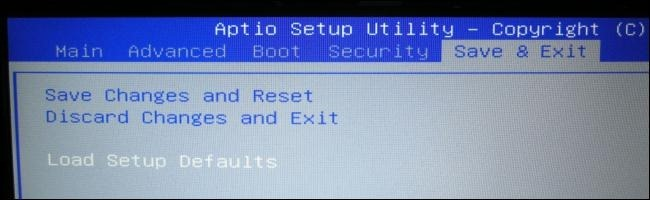 Aptio Setup Utility – Copyright (C)
Main Advanced Boot Security Save & Exit
Save Changes and Reset
Discard Changes and Exit
Load Setup Defaults